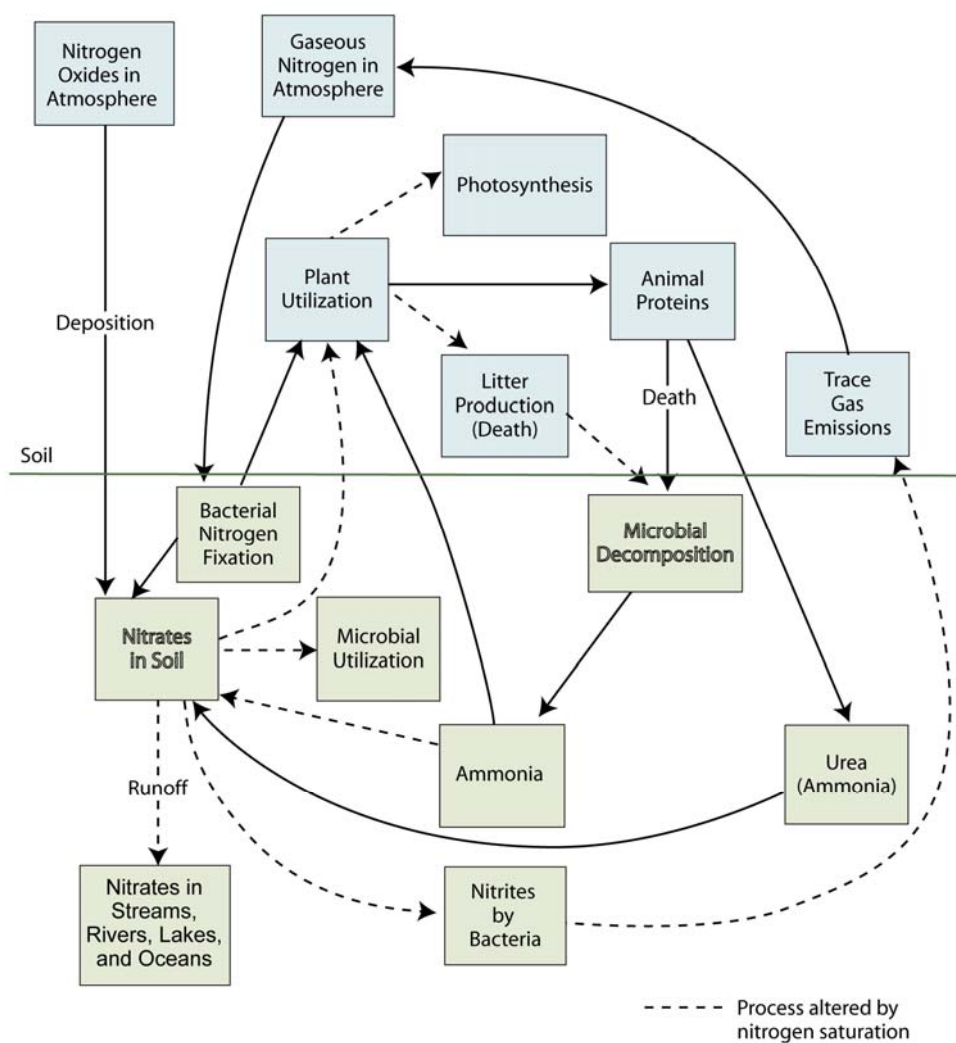 Nitrogen
Oxides in
Atmosphere
Gaseous
Nitrogen in
Atmosphere
Photosynthesis
Plant
Utilization
Animal
Proteins
Deposition
Litter
Production
(Death)
Death
Trace
Gas
Emissions
Soil
Bacterial
Nitrogen
Fixation
Microbial
Decomposition
Nitrates
in Soil
Microbial
Utilization
Ammonia
Urea
(Ammonia)
Runoff
Nitrates in
Streams,
Rivers, Lakes,
and Oceans
Nitrites
by
Bacteria
Process altered by
nitrogen saturation